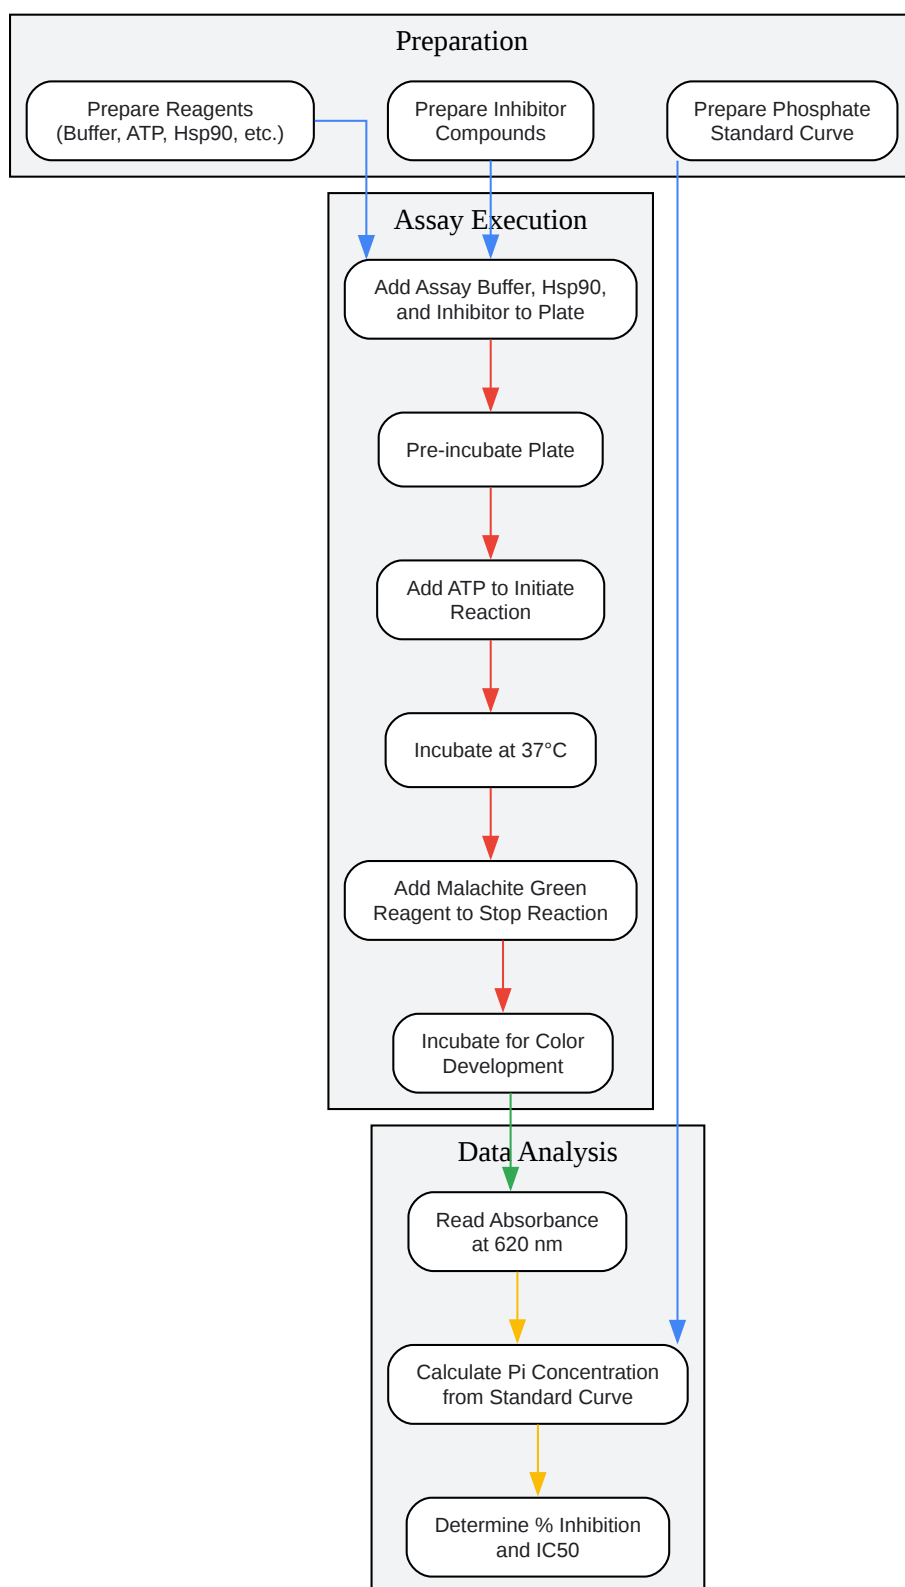 Preparation
Prepare Reagents
(Buffer, ATP, Hsp90, etc.)
Prepare Inhibitor
Compounds
Prepare Phosphate
Standard Curve
Assay Execution
Add Assay Buffer, Hsp90,
and Inhibitor to Plate
Pre-incubate Plate
Add ATP to Initiate
Reaction
Incubate at 37°C
Add Malachite Green
Reagent to Stop Reaction
Incubate for Color
Development
Data Analysis
Read Absorbance
at 620 nm
Calculate Pi Concentration
from Standard Curve
Determine % Inhibition
and IC50